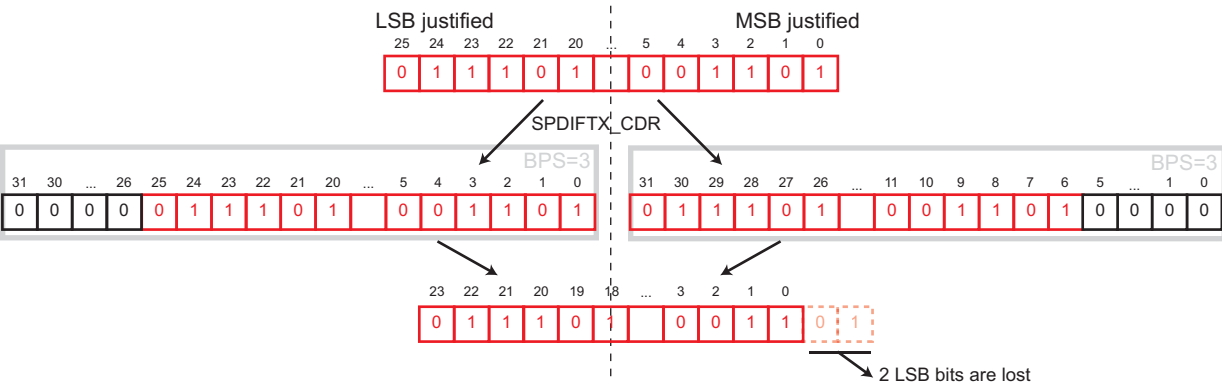 LSB justified MSB justified
25 24 23 22 21 20 ... 5 4 3 2 1 0
0 1 1 1 0 1 0 0 1 1 0 1
SPDIFTX_CDR
BPS=3 BPS=3
31 30 ... 26 25 24 23 22 21 20 ... 5 4 3 2 1 0 31 30 29 28 27 26 ... 11 10 9 8 7 6 5 ... 1 0
0 0 0 0 0 1 1 1 0 1 0 0 1 1 0 1 0 1 1 1 0 1 0 0 1 1 0 1 0 0 0 0
23 22 21 20 19 18 ... 3 2 1 0
0 1 1 1 0 1 0 0 1 1 0 1
2 LSB bits are lost